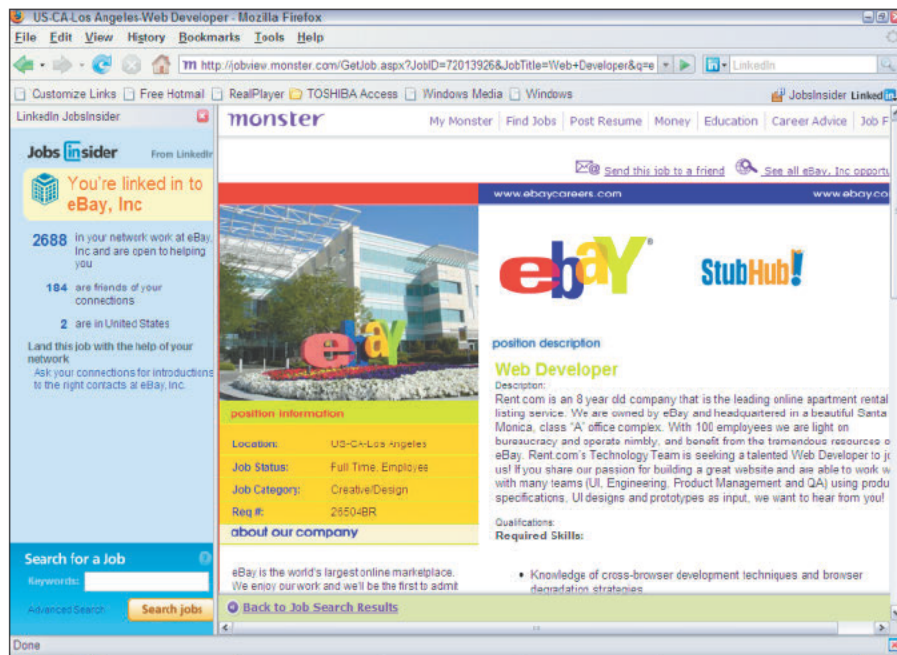 US-CA-Los Angeles-Web Developer - Mozilla Firefox
File Edit View History Bookmarks Tools Help
http://jobview.monster.com/GetJob.aspx?JobID=72013926&JobTitle=Web+Developer&q=e
LinkedIn
Customize Links Free Hotmail RealPlayer TOSHIBA Access Windows Media Windows JobsInsider Linked in
LinkedIn JobsInsider
monster
My Monster Find Jobs Post Resume Money Education Career Advice Job F
Jobs insider From LinkedIn
Send this job to a friend See all eBay, Inc opportu
You're linked in to
eBay, Inc
www.ebaycareers.com www.ebay.co
2688 in your network work at eBay,
Inc and are open to helping
you
184 are friends of your
connections
2 are in United States
Land this job with the help of your
network
Ask your connections for introductions
to the right contacts at eBay, Inc.
Search for a Job
Keywords:
Advanced Search Search jobs
ebay
position information
Location: US-CA-Los Angeles
Job Status: Full Time, Employee
Job Category: Creative/Design
Req #: 26504BR
about our company
eBay is the world's largest online marketplace.
We enjoy our work and we'll be the first to admit
ebay StubHub!
position description
Web Developer
Description:
Rent.com is an 8 year old company that is the leading online apartment rental
listing service. We are owned by eBay and headquartered in a beautiful Santa
Monica, class "A" office complex. With 100 employees we are light on
bureaucracy and operate nimbly, and benefit from the tremendous resources o
eBay. Rent.com's Technology Team is seeking a talented Web Developer to jo
us! If you share our passion for building a great website and are able to work w
with many teams (UI, Engineering, Product Management and QA) using produ
specifications, UI designs and prototypes as input, we want to hear from you!
Qualifications:
Required Skills:
• Knowledge of cross-browser development techniques and browser
degradation strategies
Back to Job Search Results
Done